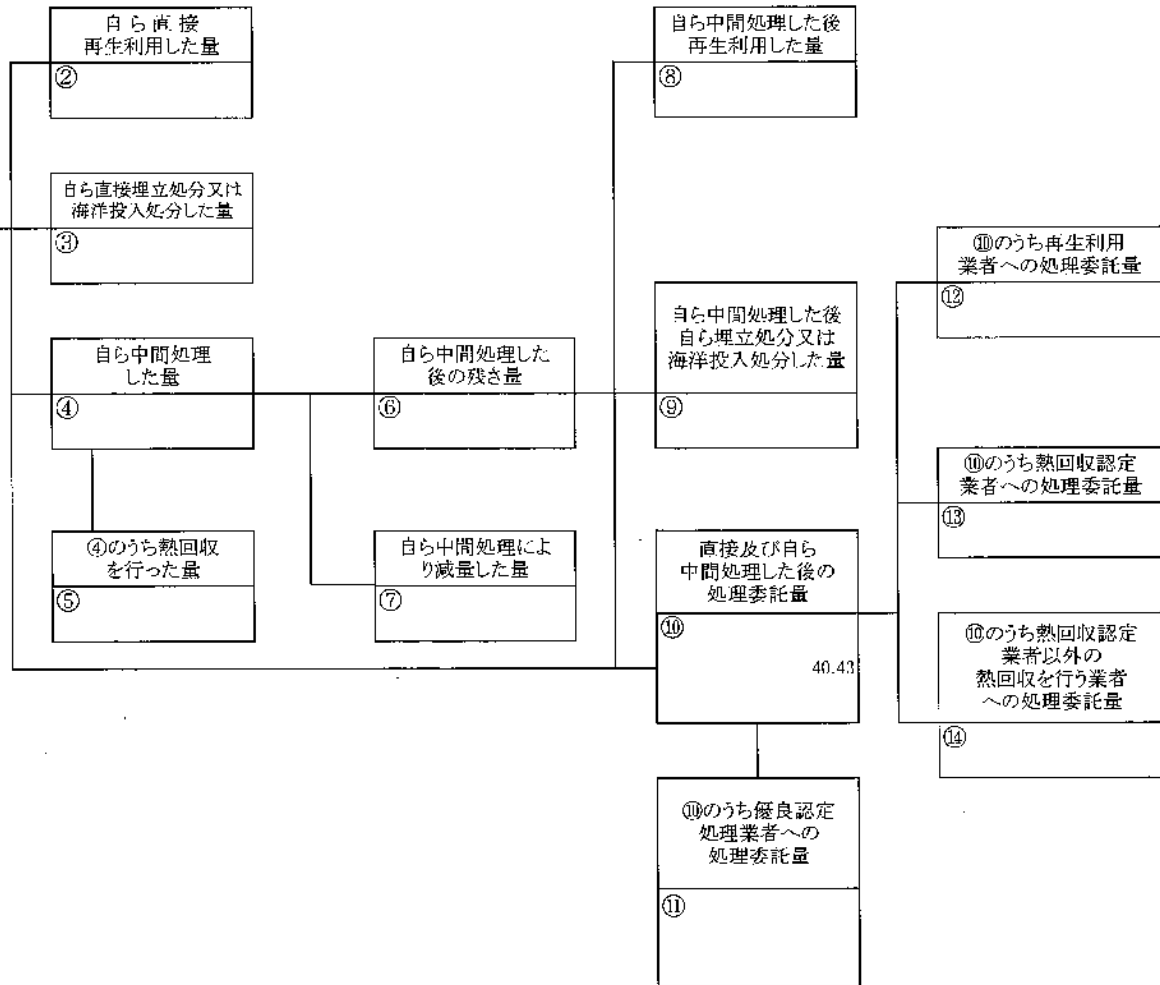 自ら直接
再生利用した量
②
自ら直接埋立処分又は
海洋投入処分した量
③
自ら中間処理
した量
④
④のうち熱回収
を行った量
⑤
自ら中間処理した
後の残さ量
⑥
自ら中間処理によ
り減量した量
⑦
自ら中間処理した後
再生利用した量
⑧
自ら中間処理した後
自ら埋立処分又は
海洋投入処分した量
⑨
直接及び自ら
中間処理した後の
処理委託量
⑩
40.43
⑩のうち優良認定
処理業者への
処理委託量
⑪
⑩のうち再生利用
業者への処理委託量
⑫
⑩のうち熱回収認定
業者への処理委託量
⑬
⑩のうち熱回収認定
業者以外の
熱回収を行う業者
への処理委託量
⑭